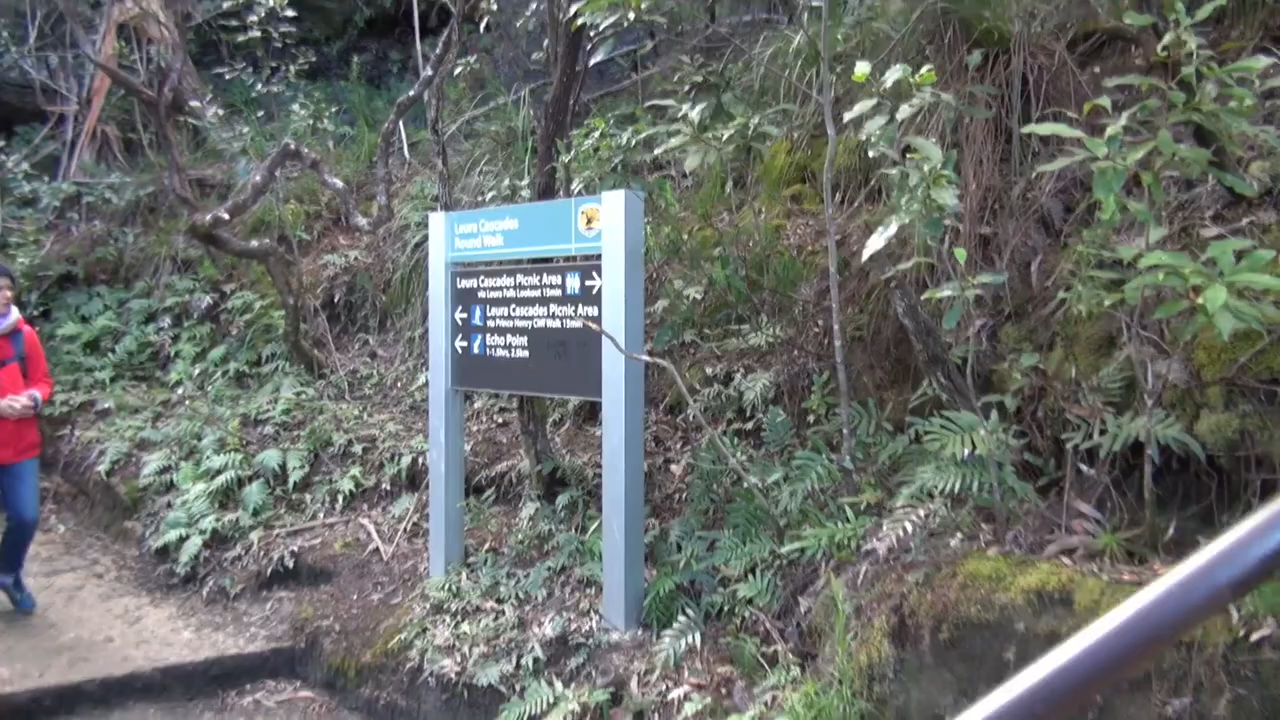 Leura Cascades
Round Walk
Leura Cascades Picnic Area
via Leura Falls Lookout 15min
Leura Cascades Picnic Area
via Prince Henry Cliff Walk 15min
Echo Point
1-1.5hrs, 2.5km